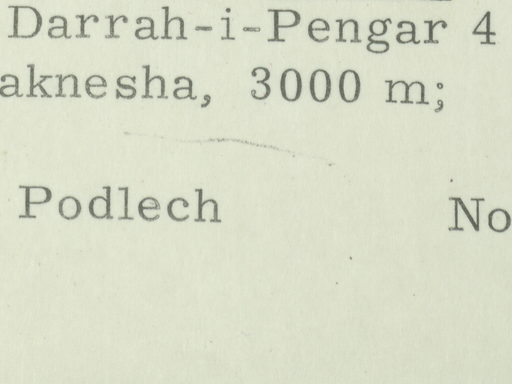 Darrah-i-Pengar 4
aknesha, 3000 m;
Podlech No